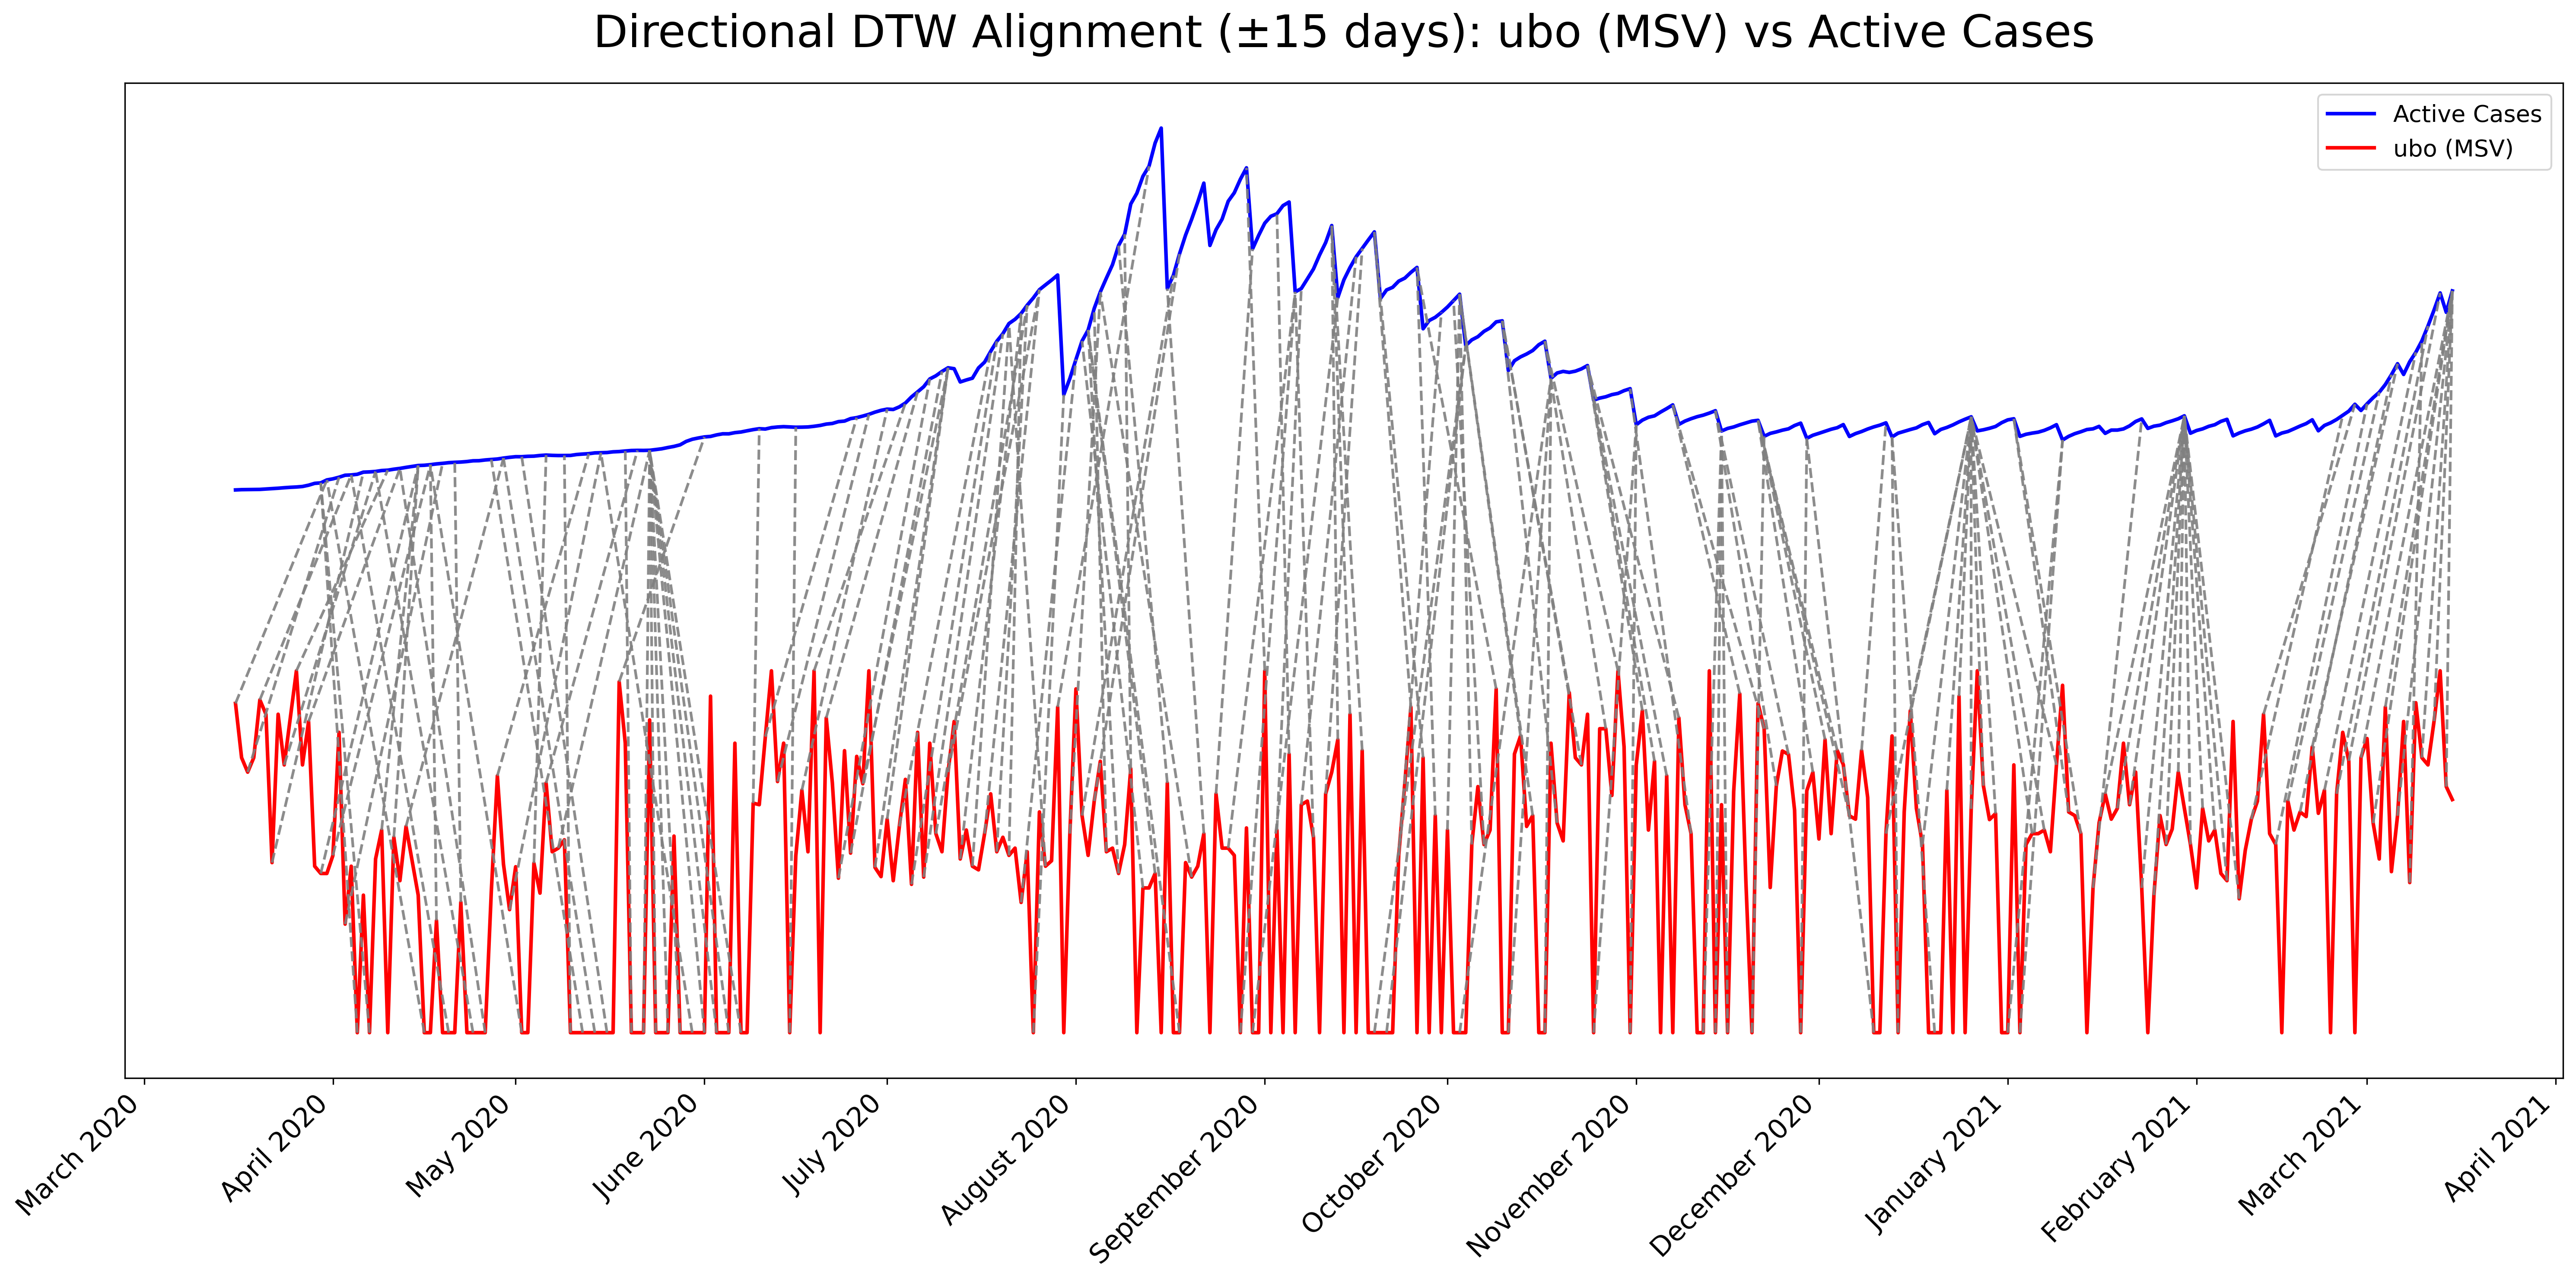 Directional DTW Alignment (±15 days): ubo (MSV) vs Active Cases
Active Cases
ubo (MSV)
March 2020
April 2020
May 2020
June 2020
July 2020
August 2020
September 2020
October 2020
November 2020
December 2020
January 2021
February 2021
March 2021
April 2021